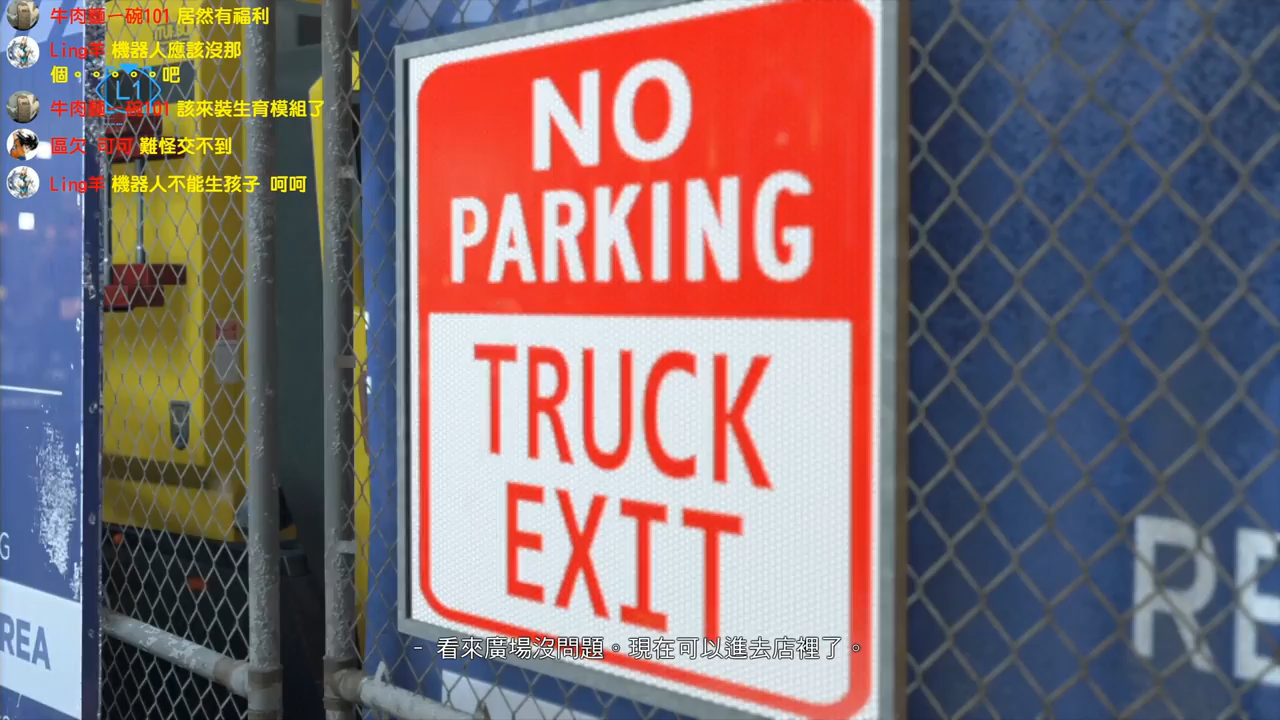 牛肉麵一碗101 居然有福利
Ling羊 機器人應該沒那
個。。。。。吧
L1
牛肉麵一碗101 該來裝生育模組了
區欠 可可 難怪交不到
Ling羊 機器人不能生孩子 呵呵
NO
PARKING
TRUCK
EXIT
RE
G
REA
- 看來廣場沒問題。現在可以進去店裡了。